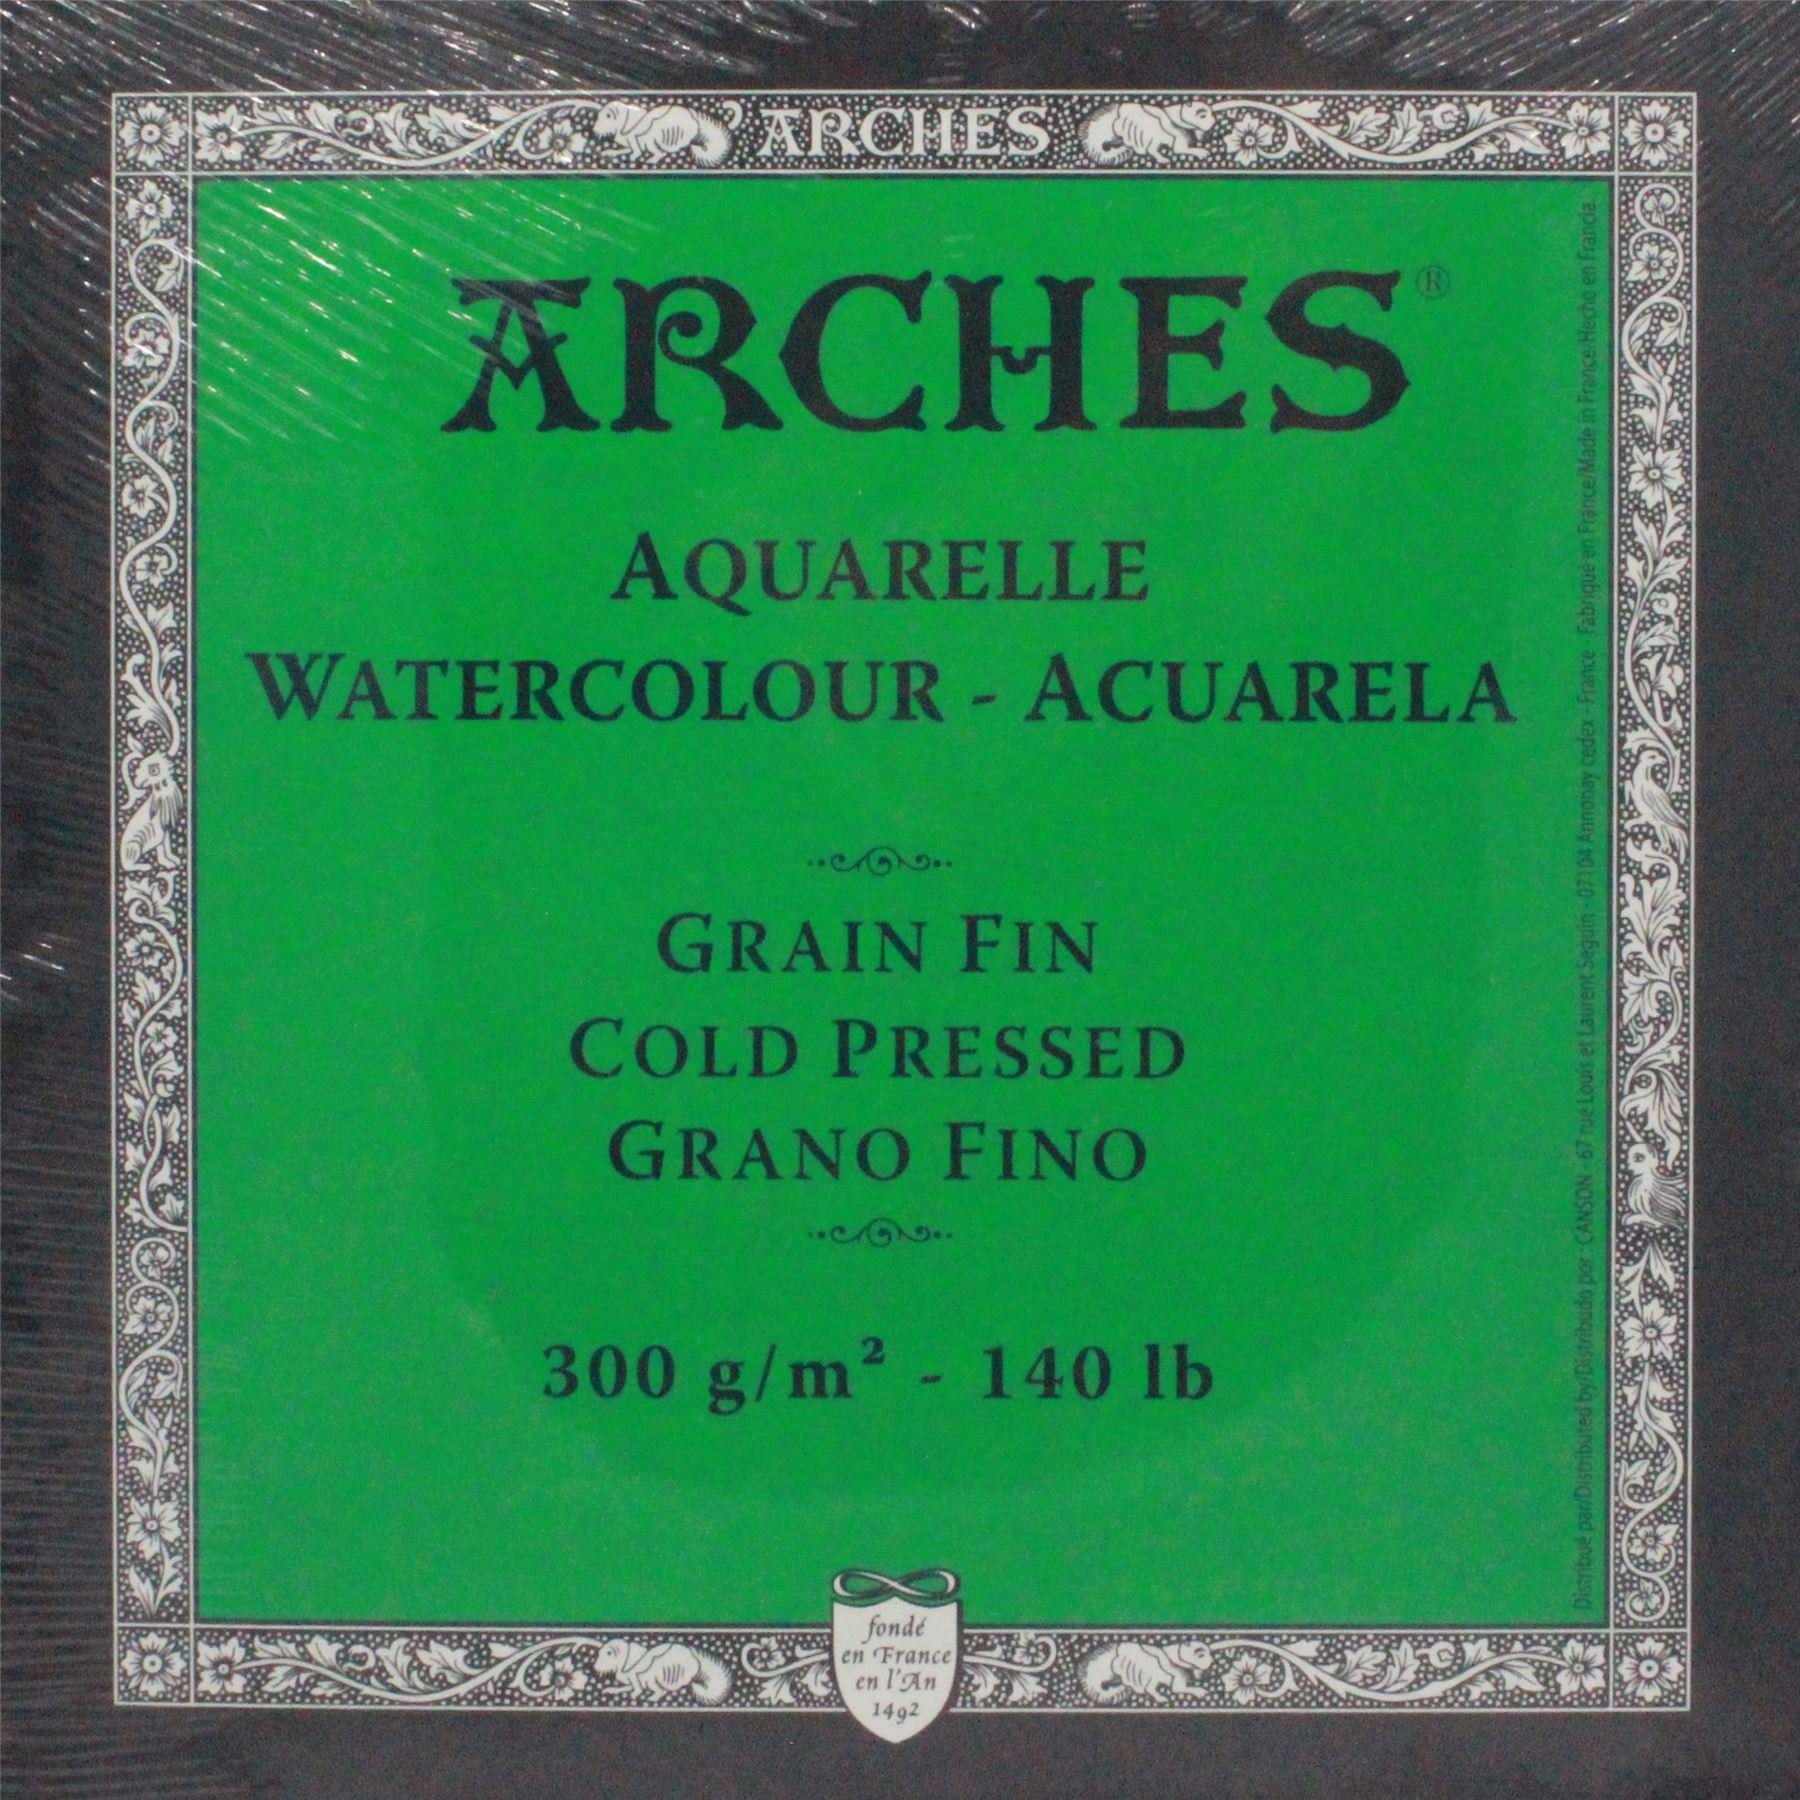 ARCHES
ARCHES®
AQUARELLE
WATERCOLOUR - ACUARELA
GRAIN FIN
COLD PRESSED
GRANO FINO
300 g/m² - 140 lb
fondé
en France
en l'An
1492
Distribué par/Distributed by/Distribuido por : CANSON - 67 rue Louis et Laurent Seguin - 07104 Annonay cedex - France - Fabriqué en France/Made in France/Hecho en Francia.